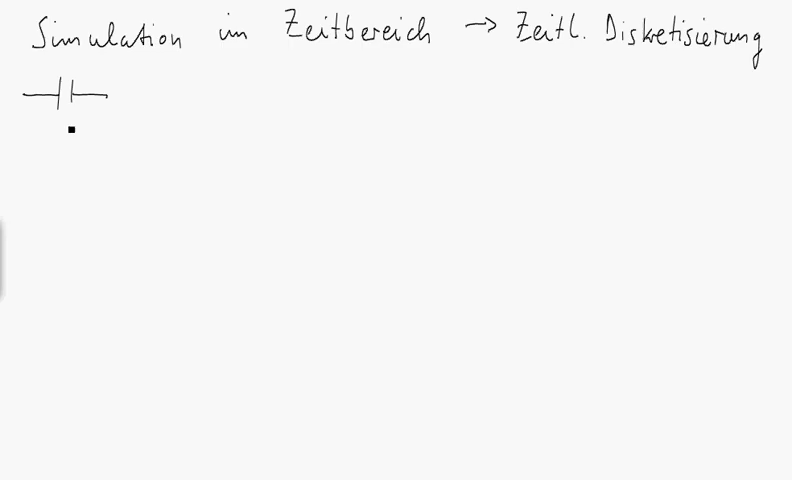 Simulation im Zeitbereich → Zeitl. Diskretisierung